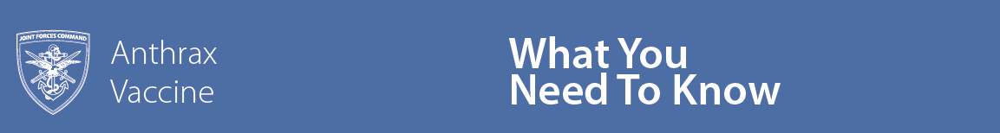 JOINT FORCES COMMAND
Anthrax
Vaccine
What You
Need To Know